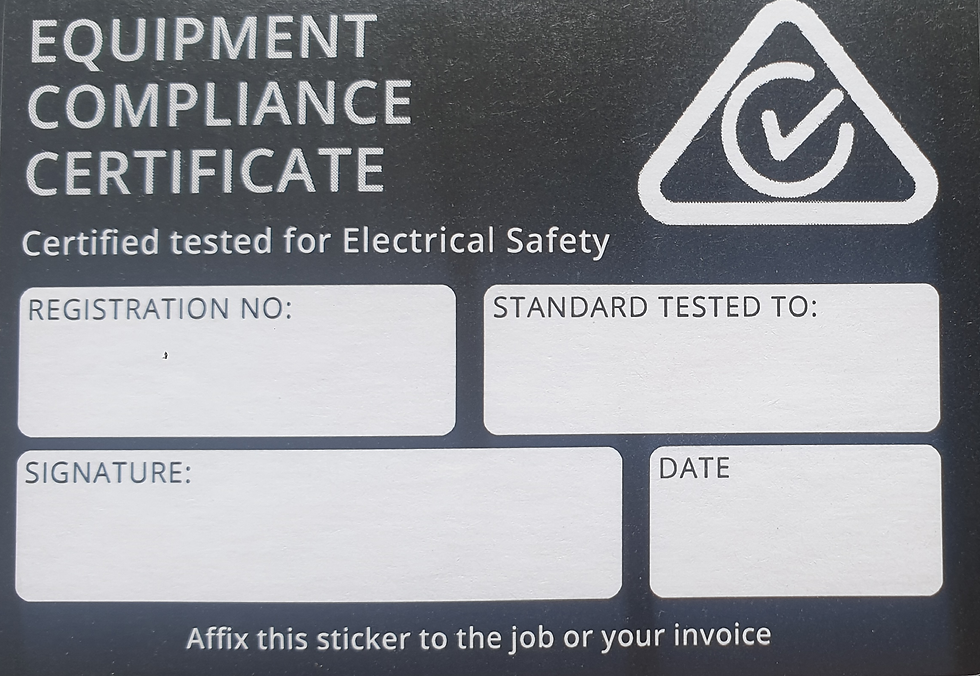 EQUIPMENT
COMPLIANCE
CERTIFICATE
Certified tested for Electrical Safety
REGISTRATION NO:
STANDARD TESTED TO:
SIGNATURE:
DATE
Affix this sticker to the job or your invoice